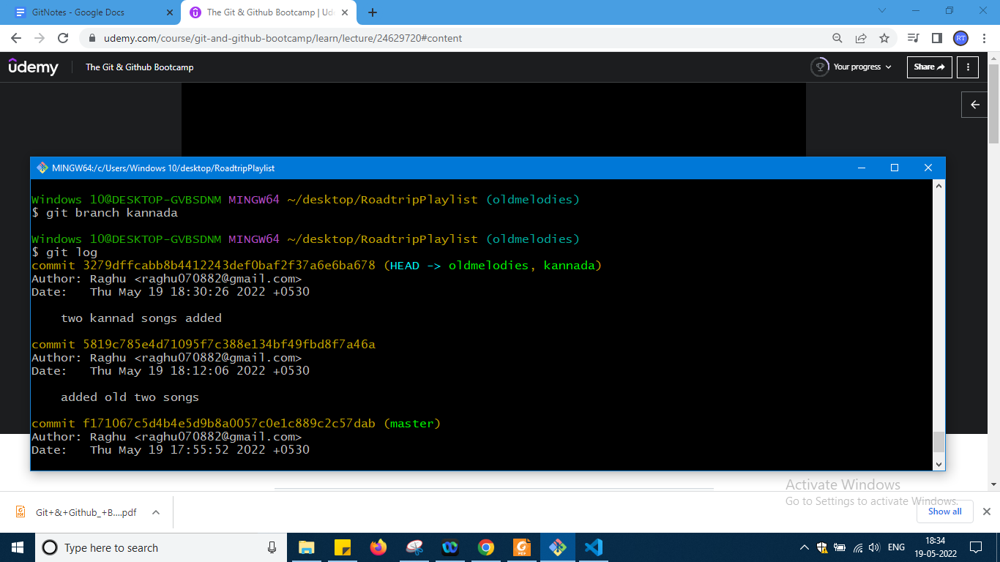 GitNotes - Google Docs
The Git & Github Bootcamp | Ud
udemy.com/course/git-and-github-bootcamp/learn/lecture/24629720#content
RT
ûdemy
The Git & Github Bootcamp
Your progress
Share
MINGW64:/c/Users/Windows 10/desktop/RoadtripPlaylist
Windows 10@DESKTOP-GVBSDNM MINGW64 ~/desktop/RoadtripPlaylist (oldmelodies)
$ git branch kannada
Windows 10@DESKTOP-GVBSDNM MINGW64 ~/desktop/RoadtripPlaylist (oldmelodies)
$ git log
commit 3279dffcabb8b4412243def0baf2f37a6e6ba678 (HEAD -> oldmelodies, kannada)
Author: Raghu <raghu070882@gmail.com>
Date:   Thu May 19 18:30:26 2022 +0530
two kannad songs added
commit 5819c785e4d71095f7c388e134bf49fbd8f7a46a
Author: Raghu <raghu070882@gmail.com>
Date:   Thu May 19 18:12:06 2022 +0530
added old two songs
commit f171067c5d4b4e5d9b8a0057c0e1c889c2c57dab (master)
Author: Raghu <raghu070882@gmail.com>
Date:   Thu May 19 17:55:52 2022 +0530
Activate Windows
Go to Settings to activate Windows.
Git+&+Github_+B....pdf
Show all
Type here to search
ENG
18:34
19-05-2022